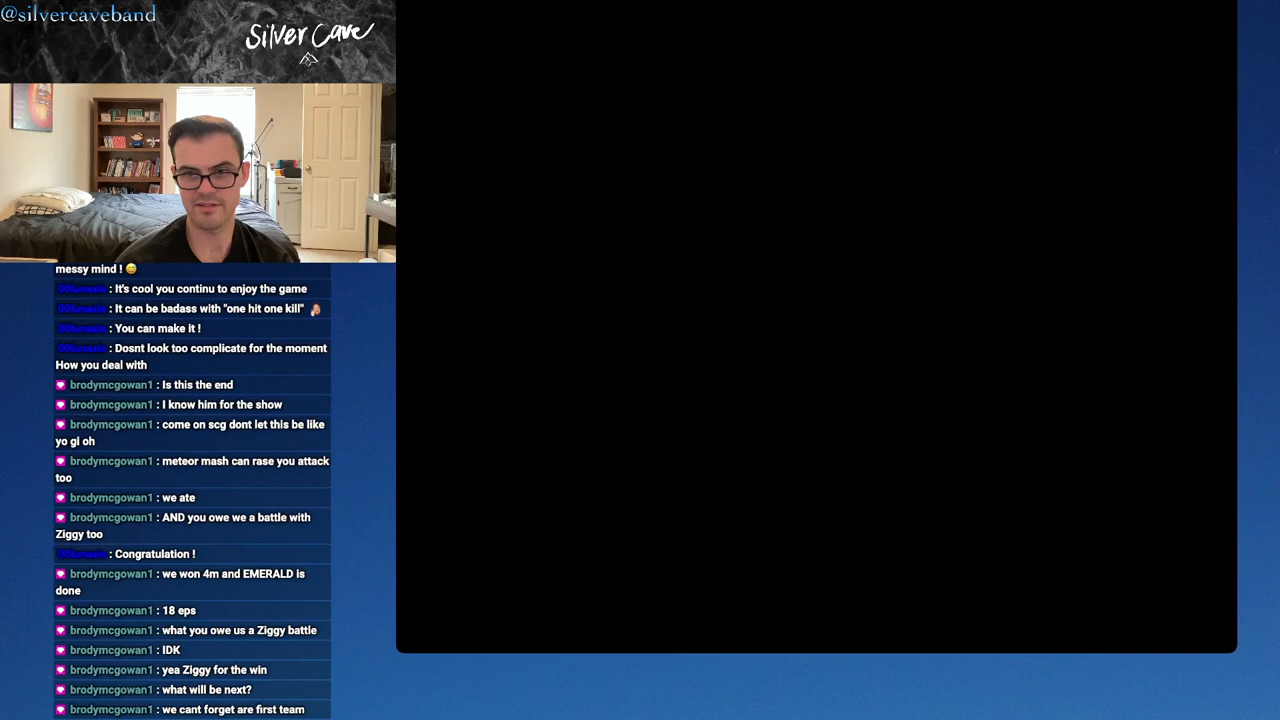 @silvercaveband
Silver Cave
messy mind ! 😅
00lunaxis : It's cool you continu to enjoy the game
00lunaxis : It can be badass with "one hit one kill"
00lunaxis : You can make it !
00lunaxis : Dosnt look too complicate for the moment
How you deal with
brodymcgowan1 : Is this the end
brodymcgowan1 : I know him for the show
brodymcgowan1 : come on scg dont let this be like
yo gi oh
brodymcgowan1 : meteor mash can rase you attack
too
brodymcgowan1 : we ate
brodymcgowan1 : AND you owe we a battle with
Ziggy too
00lunaxis : Congratulation !
brodymcgowan1 : we won 4m and EMERALD is
done
brodymcgowan1 : 18 eps
brodymcgowan1 : what you owe us a Ziggy battle
brodymcgowan1 : IDK
brodymcgowan1 : yea Ziggy for the win
brodymcgowan1 : what will be next?
brodymcgowan1 : we cant forget are first team